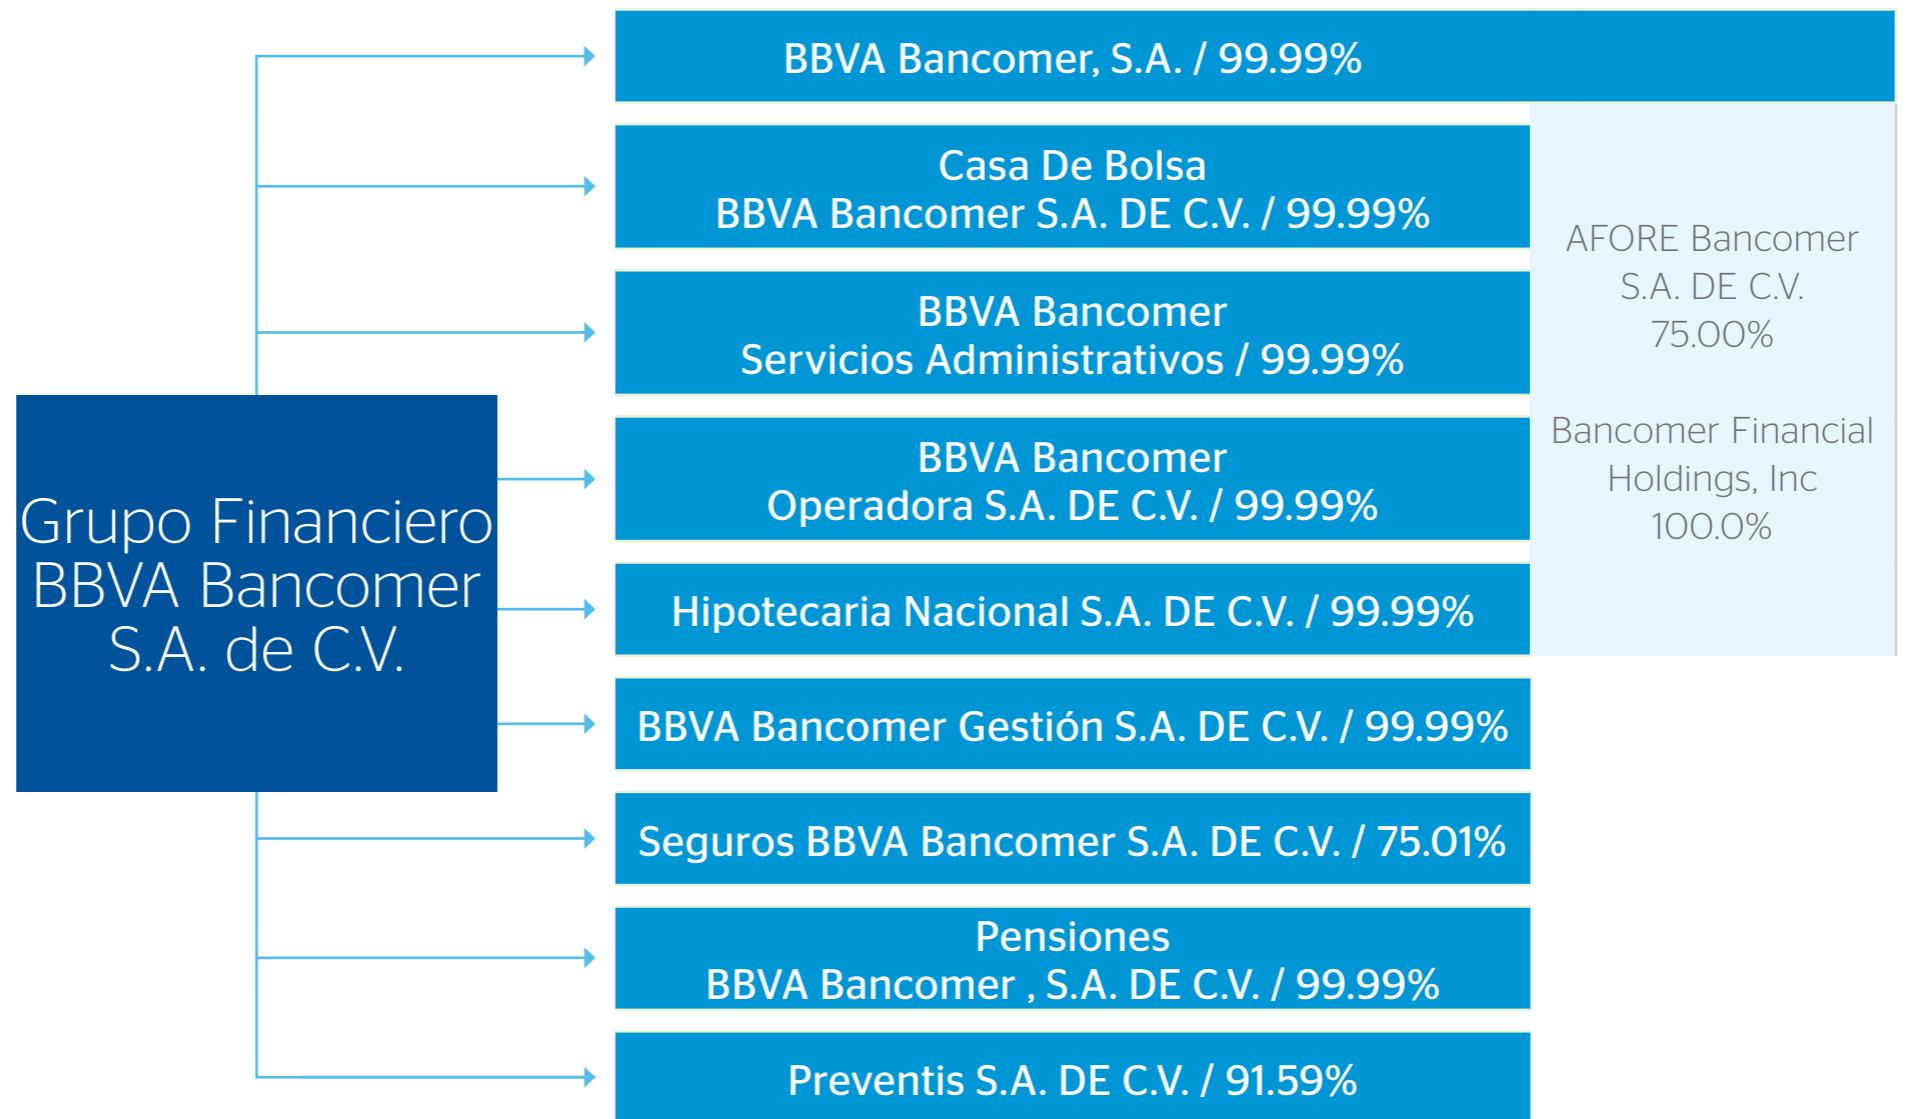 Grupo Financiero
BBVA Bancomer
S.A. de C.V.
BBVA Bancomer, S.A. / 99.99%
Casa De Bolsa
BBVA Bancomer S.A. DE C.V. / 99.99%
BBVA Bancomer
Servicios Administrativos / 99.99%
BBVA Bancomer
Operadora S.A. DE C.V. / 99.99%
Hipotecaria Nacional S.A. DE C.V. / 99.99%
BBVA Bancomer Gestión S.A. DE C.V. / 99.99%
Seguros BBVA Bancomer S.A. DE C.V. / 75.01%
Pensiones
BBVA Bancomer , S.A. DE C.V. / 99.99%
Preventis S.A. DE C.V. / 91.59%
AFORE Bancomer
S.A. DE C.V.
75.00%
Bancomer Financial
Holdings, Inc
100.0%